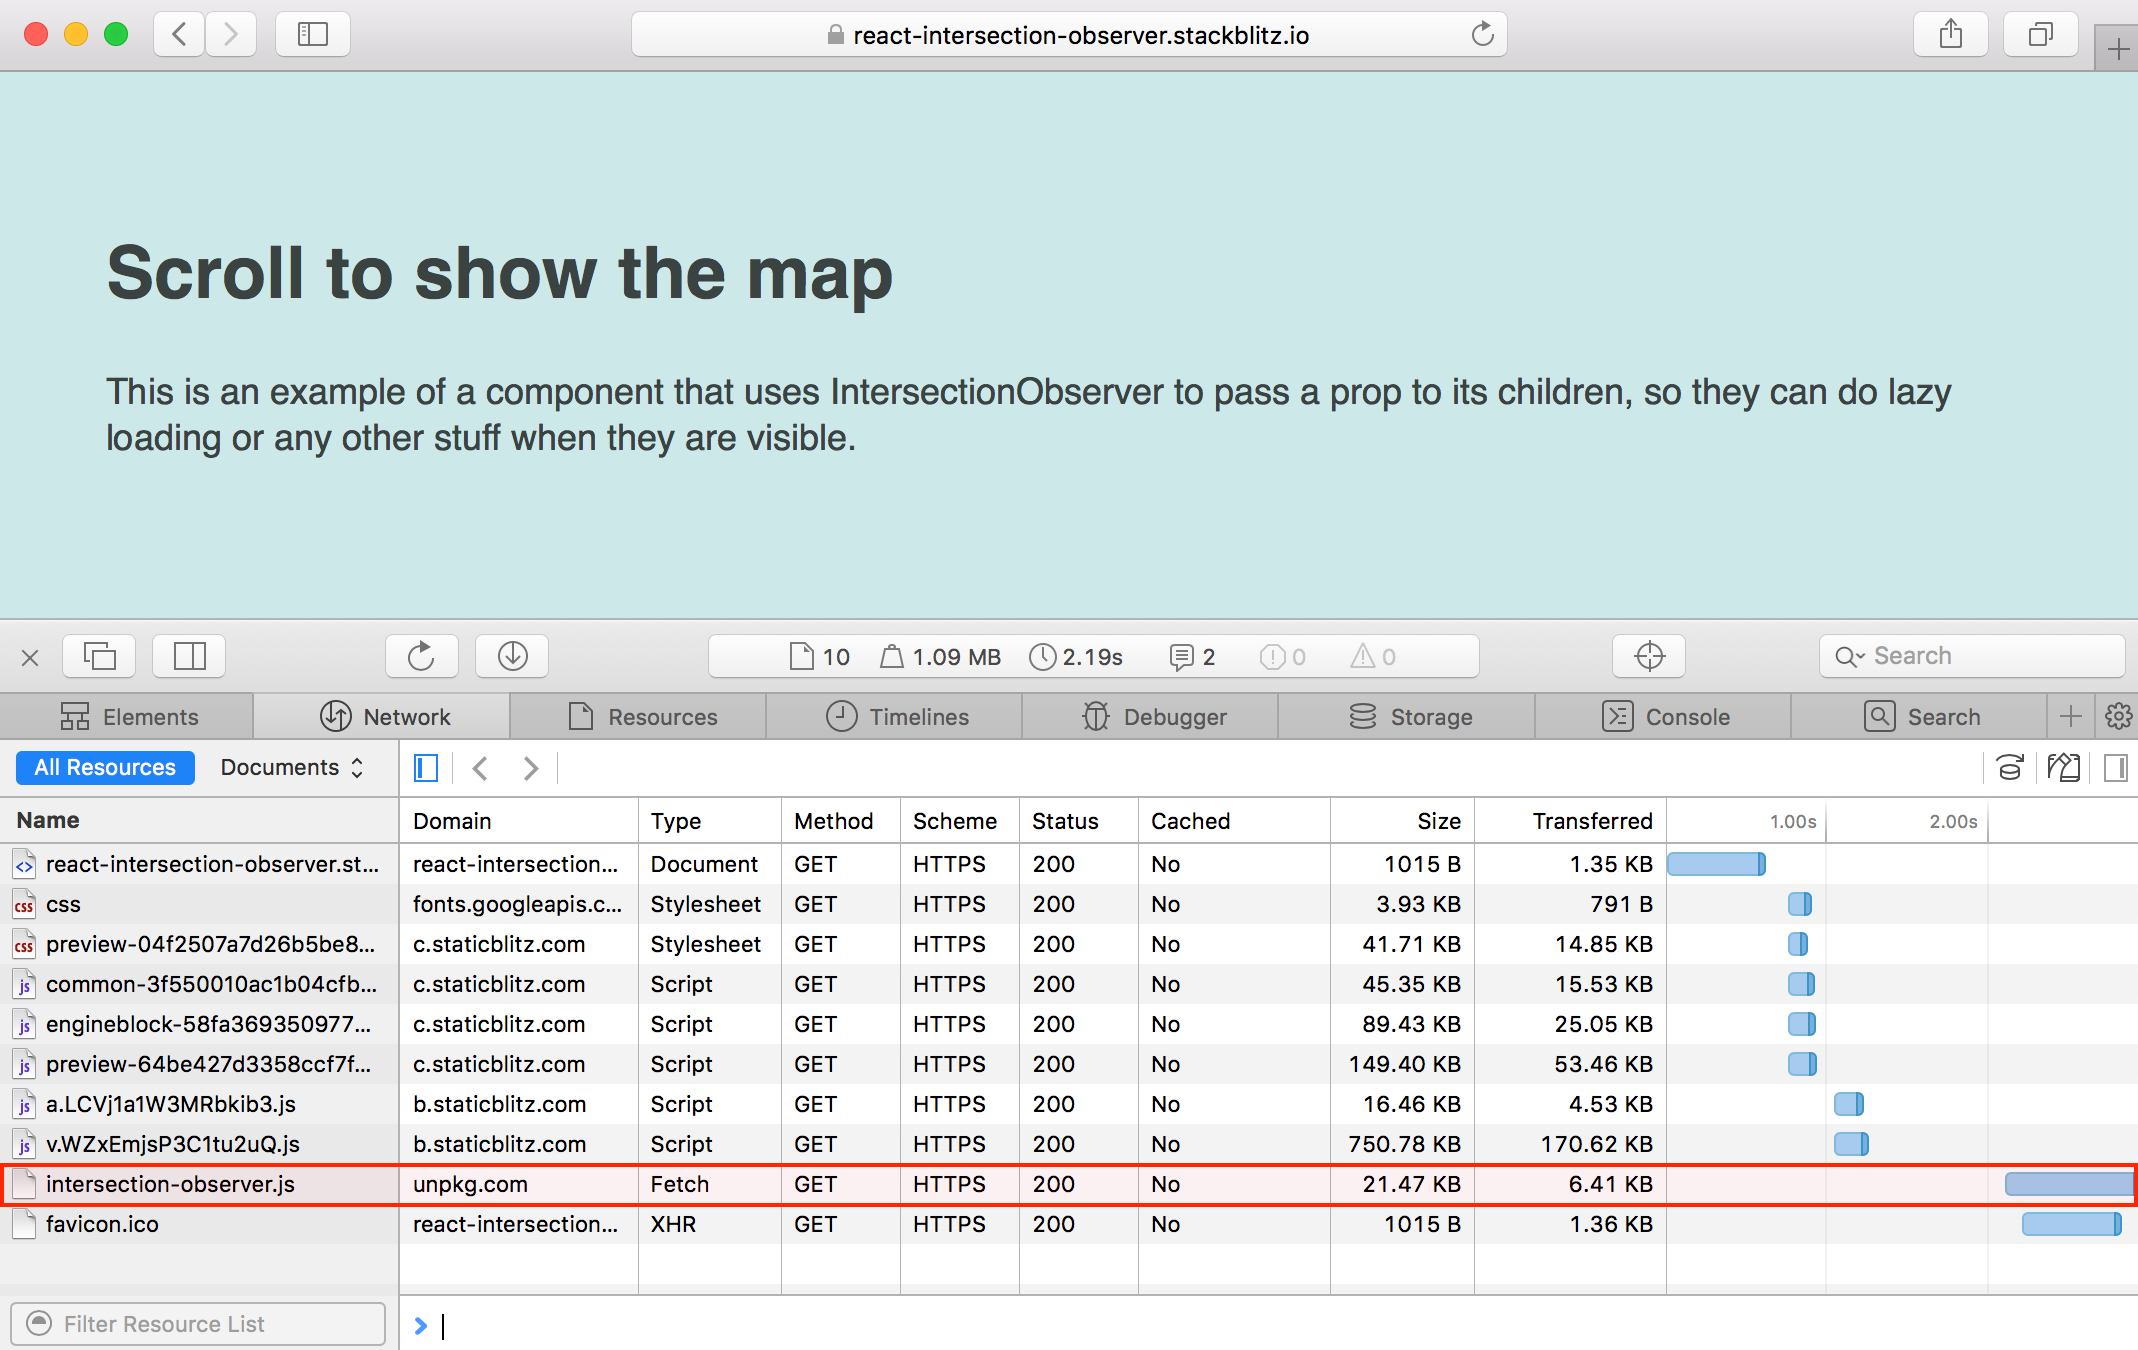 react-intersection-observer.stackblitz.io
Scroll to show the map
This is an example of a component that uses IntersectionObserver to pass a prop to its children, so they can do lazy
loading or any other stuff when they are visible.
10 1.09 MB 2.19s 2 0 0 Search
Elements Network Resources Timelines Debugger Storage Console Search
All Resources Documents
Name Domain Type Method Scheme Status Cached Size Transferred 1.00s 2.00s
react-intersection-observer.st... react-intersection... Document GET HTTPS 200 No 1015 B 1.35 KB
css css fonts.googleapis.c... Stylesheet GET HTTPS 200 No 3.93 KB 791 B
css preview-04f2507a7d26b5be8... c.staticblitz.com Stylesheet GET HTTPS 200 No 41.71 KB 14.85 KB
js common-3f550010ac1b04cfb... c.staticblitz.com Script GET HTTPS 200 No 45.35 KB 15.53 KB
js engineblock-58fa369350977... c.staticblitz.com Script GET HTTPS 200 No 89.43 KB 25.05 KB
js preview-64be427d3358ccf7f... c.staticblitz.com Script GET HTTPS 200 No 149.40 KB 53.46 KB
js a.LCVj1a1W3MRbkib3.js b.staticblitz.com Script GET HTTPS 200 No 16.46 KB 4.53 KB
js v.WZxEmjsP3C1tu2uQ.js b.staticblitz.com Script GET HTTPS 200 No 750.78 KB 170.62 KB
intersection-observer.js unpkg.com Fetch GET HTTPS 200 No 21.47 KB 6.41 KB
favicon.ico react-intersection... XHR GET HTTPS 200 No 1015 B 1.36 KB
Filter Resource List